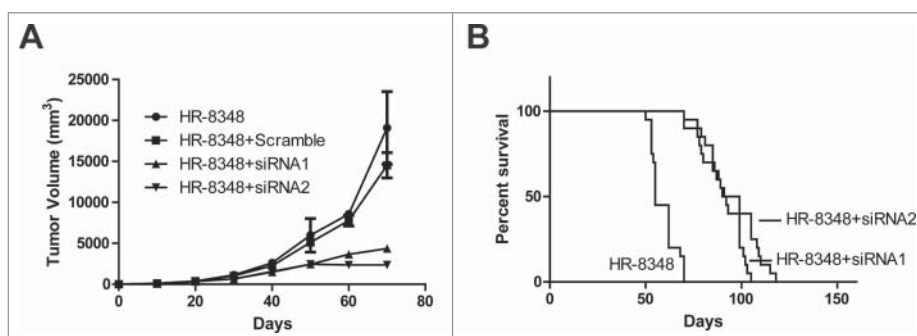 A
Tumor Volume (mm³)
25000
20000
15000
10000
5000
0
HR-8348
HR-8348+Scramble
HR-8348+siRNA1
HR-8348+siRNA2
0 20 40 60 80
Days
B
Percent survival
100
50
0
HR-8348
HR-8348+siRNA2
HR-8348+siRNA1
0 50 100 150
Days